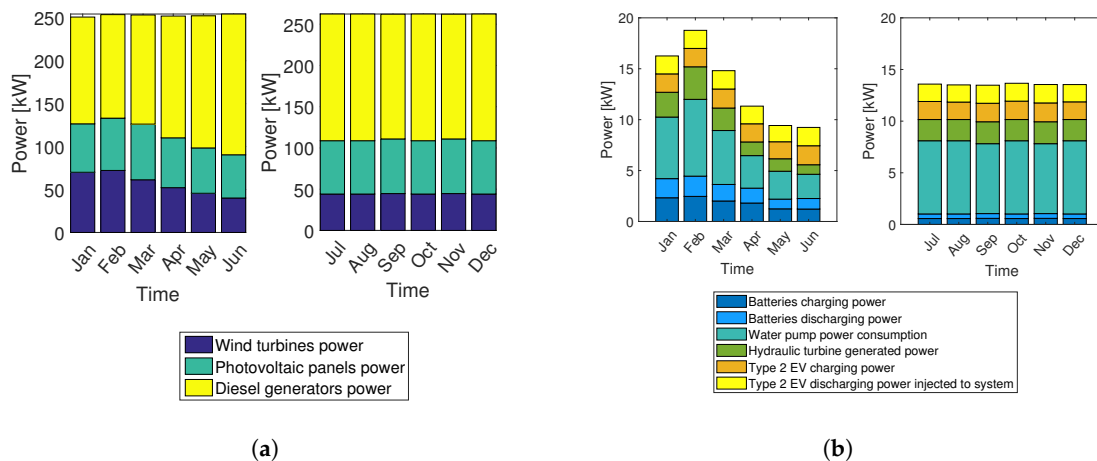 250
200
150
100
50
0
Power [kW]
Jan Feb Mar Apr May Jun
Time
250
200
150
100
50
0
Power [kW]
Jul Aug Sep Oct Nov Dec
Time
Wind turbines power
Photovoltaic panels power
Diesel generators power
(a)
20
15
10
5
0
Power [kW]
Jan Feb Mar Apr May Jun
Time
20
15
10
5
0
Power [kW]
Jul Aug Sep Oct Nov Dec
Time
Batteries charging power
Batteries discharging power
Water pump power consumption
Hydraulic turbine generated power
Type 2 EV charging power
Type 2 EV discharging power injected to system
(b)